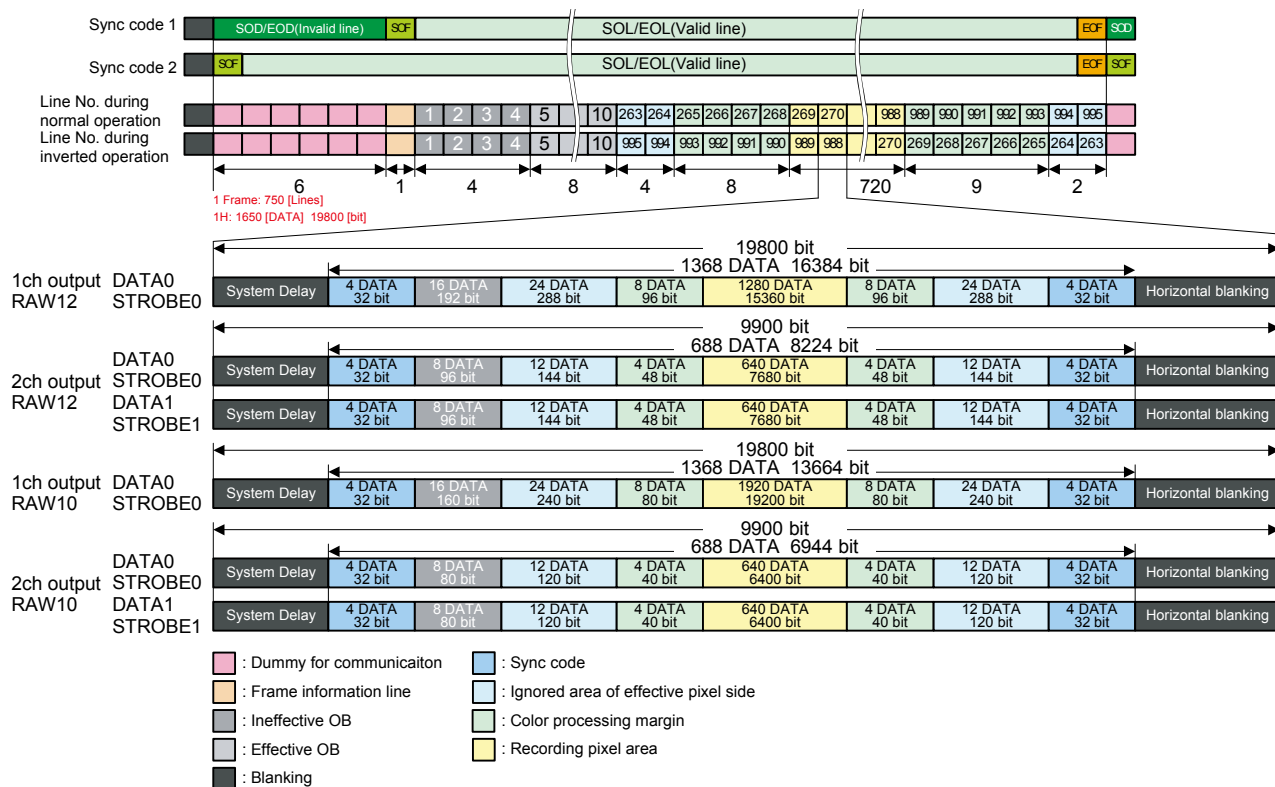 Sync code 1 SOD/EOD(Invalid line) SOF SOL/EOL(Valid line) EOF SOD
Sync code 2 SOF SOL/EOL(Valid line) EOF SOF
Line No. during
normal operation 1 2 3 4 5 10 263 264 265 266 267 268 269 270 988 989 990 991 992 993 994 995
Line No. during
inverted operation 1 2 3 4 5 10 995 994 993 992 991 990 989 988 270 269 268 267 266 265 264 263
6 1 4 8 4 8 720 9 2
1 Frame: 750 [Lines]
1H: 1650 [DATA] 19800 [bit]
19800 bit
1368 DATA 16384 bit
1ch output DATA0
RAW12 STROBE0
System Delay
4 DATA 16 DATA 24 DATA 8 DATA 1280 DATA 8 DATA 24 DATA 4 DATA
32 bit 192 bit 288 bit 96 bit 15360 bit 96 bit 288 bit 32 bit
Horizontal blanking
9900 bit
688 DATA 8224 bit
2ch output
RAW12
DATA0
STROBE0
System Delay
4 DATA 8 DATA 12 DATA 4 DATA 640 DATA 4 DATA 12 DATA 4 DATA
32 bit 96 bit 144 bit 48 bit 7680 bit 48 bit 144 bit 32 bit
Horizontal blanking
DATA1
STROBE1
System Delay
4 DATA 8 DATA 12 DATA 4 DATA 640 DATA 4 DATA 12 DATA 4 DATA
32 bit 96 bit 144 bit 48 bit 7680 bit 48 bit 144 bit 32 bit
Horizontal blanking
19800 bit
1368 DATA 13664 bit
1ch output DATA0
RAW10 STROBE0
System Delay
4 DATA 16 DATA 24 DATA 8 DATA 1920 DATA 8 DATA 24 DATA 4 DATA
32 bit 160 bit 240 bit 80 bit 19200 bit 80 bit 240 bit 32 bit
Horizontal blanking
9900 bit
688 DATA 6944 bit
2ch output
RAW10
DATA0
STROBE0
System Delay
4 DATA 8 DATA 12 DATA 4 DATA 640 DATA 4 DATA 12 DATA 4 DATA
32 bit 80 bit 120 bit 40 bit 6400 bit 40 bit 120 bit 32 bit
Horizontal blanking
DATA1
STROBE1
System Delay
4 DATA 8 DATA 12 DATA 4 DATA 640 DATA 4 DATA 12 DATA 4 DATA
32 bit 80 bit 120 bit 40 bit 6400 bit 40 bit 120 bit 32 bit
Horizontal blanking
: Dummy for communicaiton
: Frame information line
: Ineffective OB
: Effective OB
: Blanking
: Sync code
: Ignored area of effective pixel side
: Color processing margin
: Recording pixel area